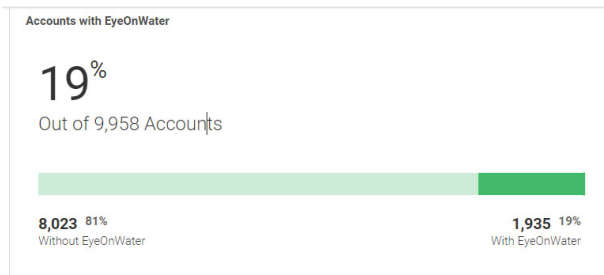 Accounts with EyeOnWater
19%
Out of 9,958 Accounts
8,023 81%
Without EyeOnWater
1,935 19%
With EyeOnWater